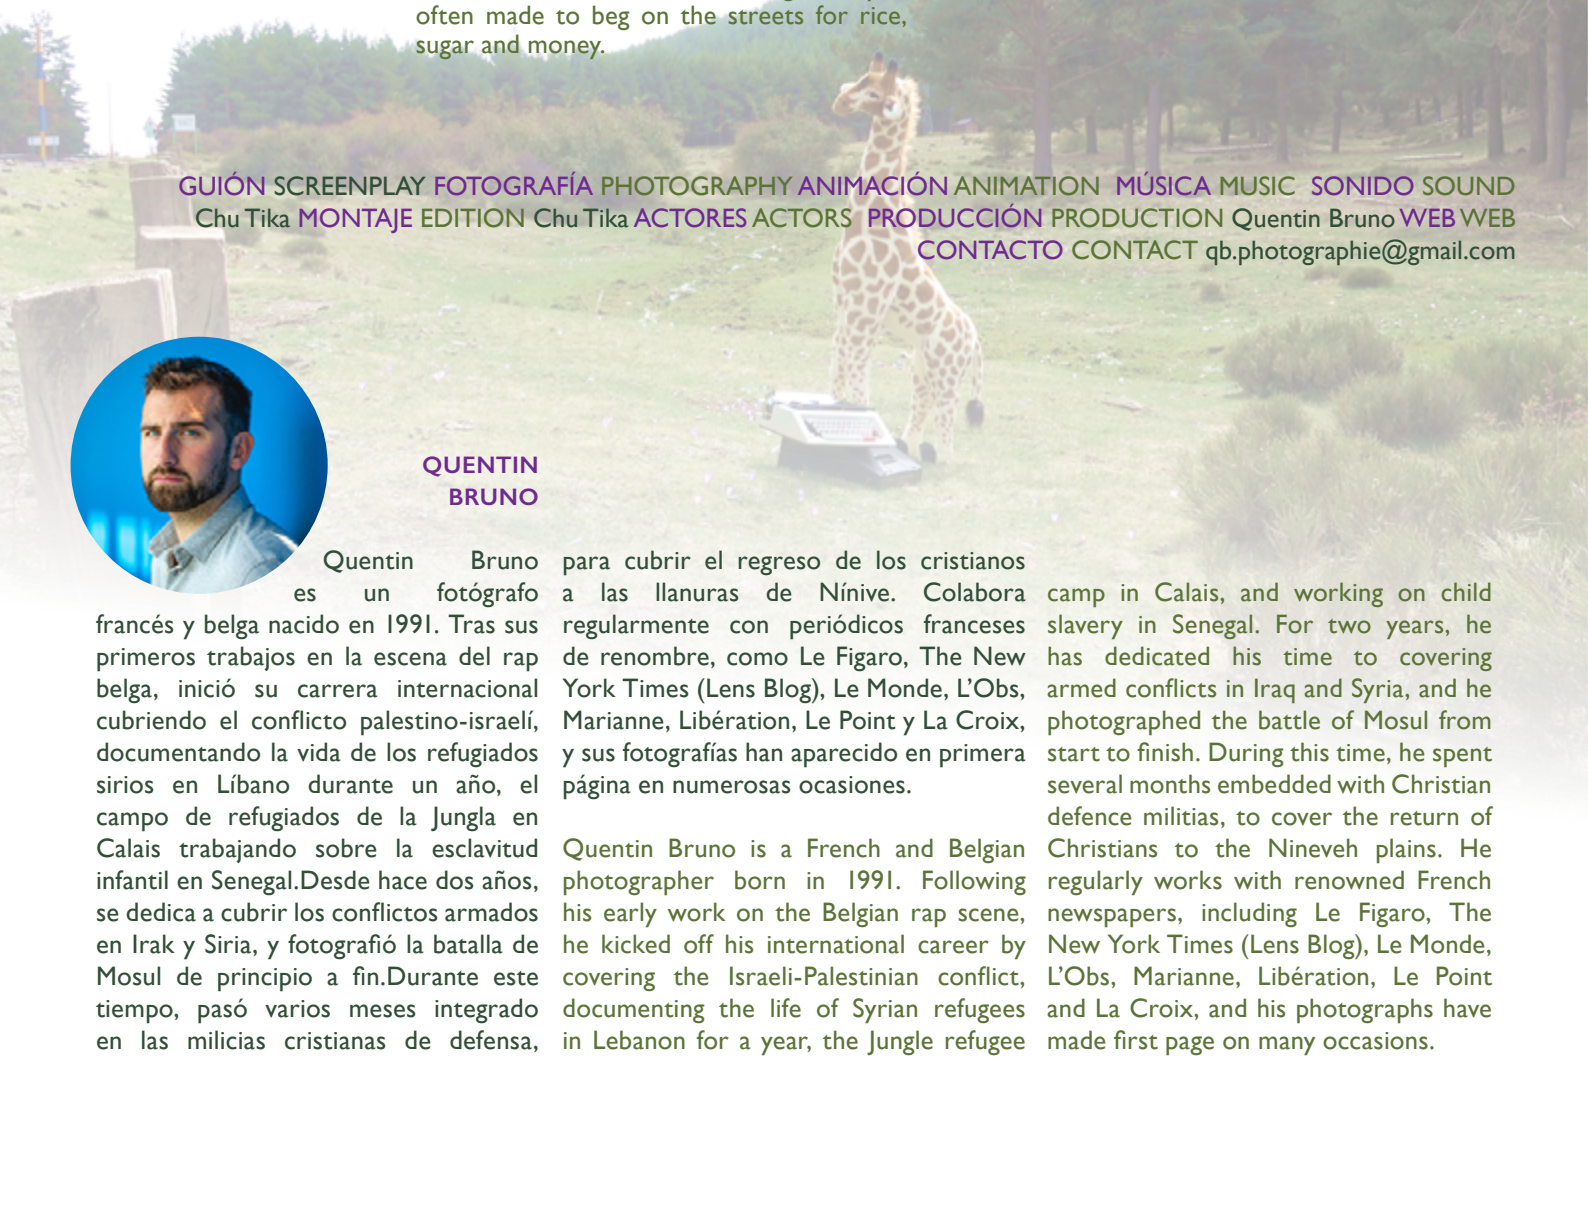 often made to beg on the streets for rice,
sugar and money.
GUIÓN SCREENPLAY FOTOGRAFÍA PHOTOGRAPHY ANIMACIÓN ANIMATION MÚSICA MUSIC SONIDO SOUND
Chu Tika MONTAJE EDITION Chu Tika ACTORES ACTORS PRODUCCIÓN PRODUCTION Quentin Bruno WEB WEB
CONTACTO CONTACT qb.photographie@gmail.com
QUENTIN
BRUNO
Quentin Bruno
es un fotógrafo
francés y belga nacido en 1991. Tras sus
primeros trabajos en la escena del rap
belga, inició su carrera internacional
cubriendo el conflicto palestino-israelí,
documentando la vida de los refugiados
sirios en Líbano durante un año, el
campo de refugiados de la Jungla en
Calais trabajando sobre la esclavitud
infantil en Senegal.Desde hace dos años,
se dedica a cubrir los conflictos armados
en Irak y Siria, y fotografió la batalla de
Mosul de principio a fin.Durante este
tiempo, pasó varios meses integrado
en las milicias cristianas de defensa,
para cubrir el regreso de los cristianos
a las llanuras de Nínive. Colabora
regularmente con periódicos franceses
de renombre, como Le Figaro, The New
York Times (Lens Blog), Le Monde, L’Obs,
Marianne, Libération, Le Point y La Croix,
y sus fotografías han aparecido en primera
página en numerosas ocasiones.
Quentin Bruno is a French and Belgian
photographer born in 1991. Following
his early work on the Belgian rap scene,
he kicked off his international career by
covering the Israeli-Palestinian conflict,
documenting the life of Syrian refugees
in Lebanon for a year, the Jungle refugee
camp in Calais, and working on child
slavery in Senegal. For two years, he
has dedicated his time to covering
armed conflicts in Iraq and Syria, and he
photographed the battle of Mosul from
start to finish. During this time, he spent
several months embedded with Christian
defence militias, to cover the return of
Christians to the Nineveh plains. He
regularly works with renowned French
newspapers, including Le Figaro, The
New York Times (Lens Blog), Le Monde,
L’Obs, Marianne, Libération, Le Point
and La Croix, and his photographs have
made first page on many occasions.